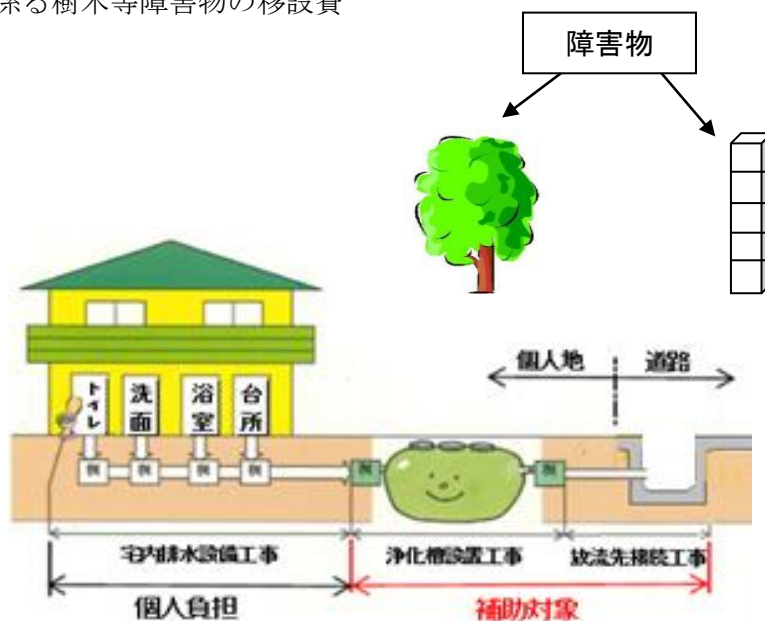 係る樹木等障害物の移設費
障害物
個人地
道路
トイレ
洗面
浴室
台所
宅内排水設備工事
浄化槽設置工事
放流先接続工事
個人負担
補助対象